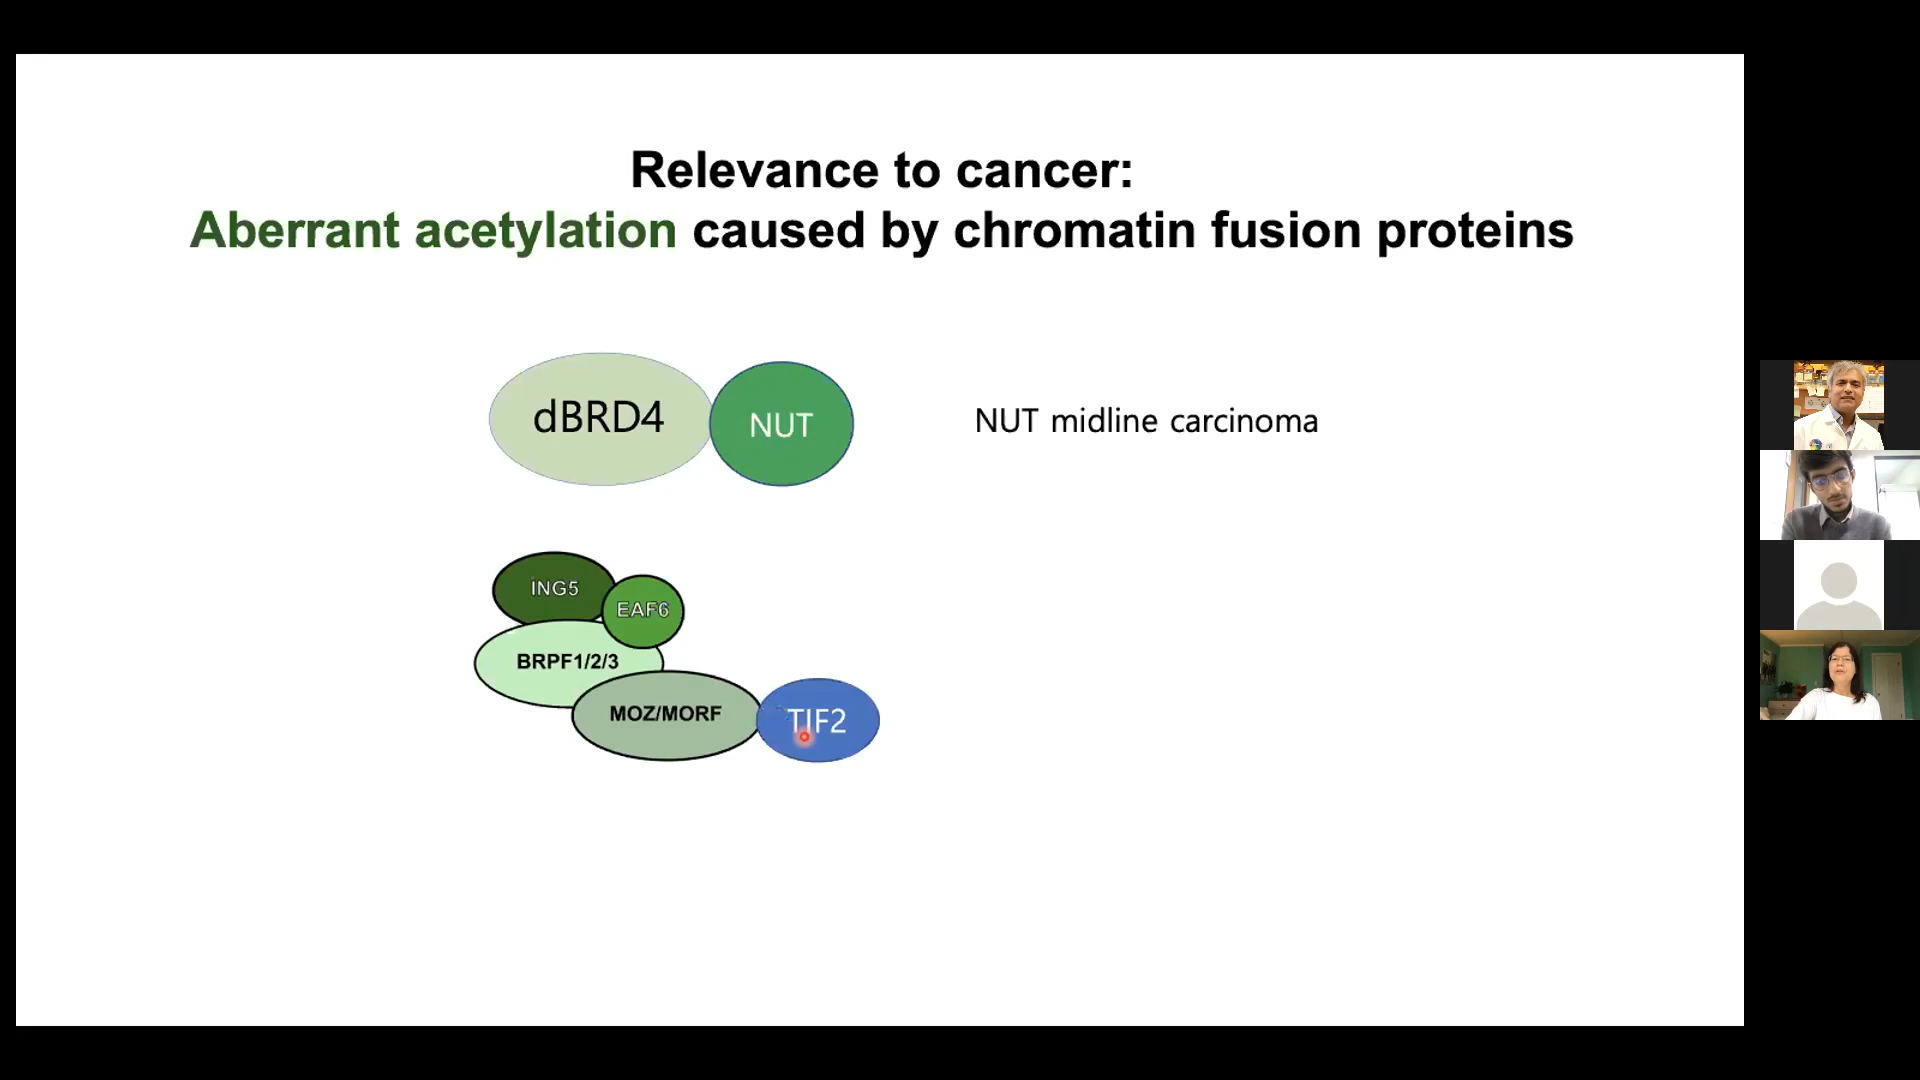 Relevance to cancer:
Aberrant acetylation caused by chromatin fusion proteins
dBRD4
NUT
NUT midline carcinoma
ING5
EAF6
BRPF1/2/3
MOZ/MORF
TIF2